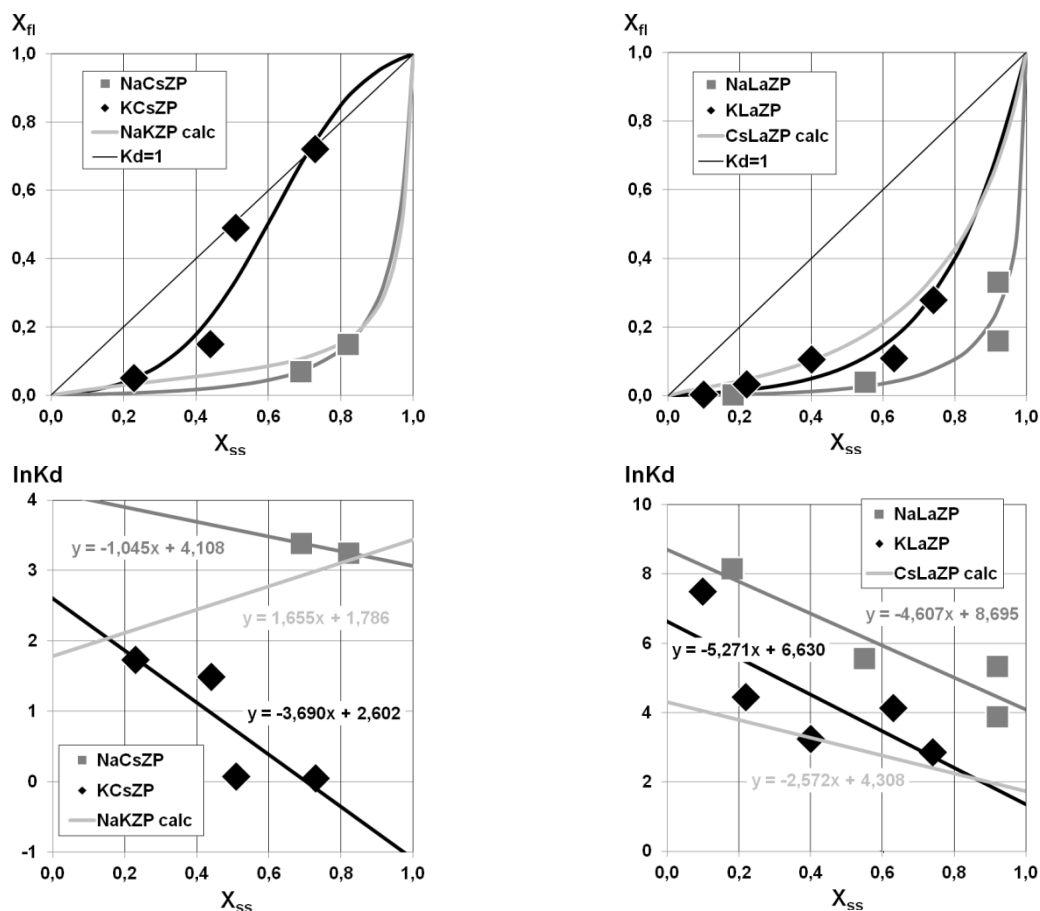 X_fl
1,0
0,8
0,6
0,4
0,2
0,0
0,0 0,2 0,4 0,6 0,8 1,0
X_ss
NaCsZP
KCsZP
NaKZP calc
Kd=1
X_fl
1,0
0,8
0,6
0,4
0,2
0,0
0,0 0,2 0,4 0,6 0,8 1,0
X_ss
NaLaZP
KLaZP
CsLaZP calc
Kd=1
lnKd
4
3
2
1
0
-1
0,0 0,2 0,4 0,6 0,8 1,0
X_ss
y = -1,045x + 4,108
y = 1,655x + 1,786
y = -3,690x + 2,602
NaCsZP
KCsZP
NaKZP calc
lnKd
10
8
6
4
2
0
0,0 0,2 0,4 0,6 0,8 1,0
X_ss
NaLaZP
KLaZP
CsLaZP calc
y = -4,607x + 8,695
y = -5,271x + 6,630
y = -2,572x + 4,308